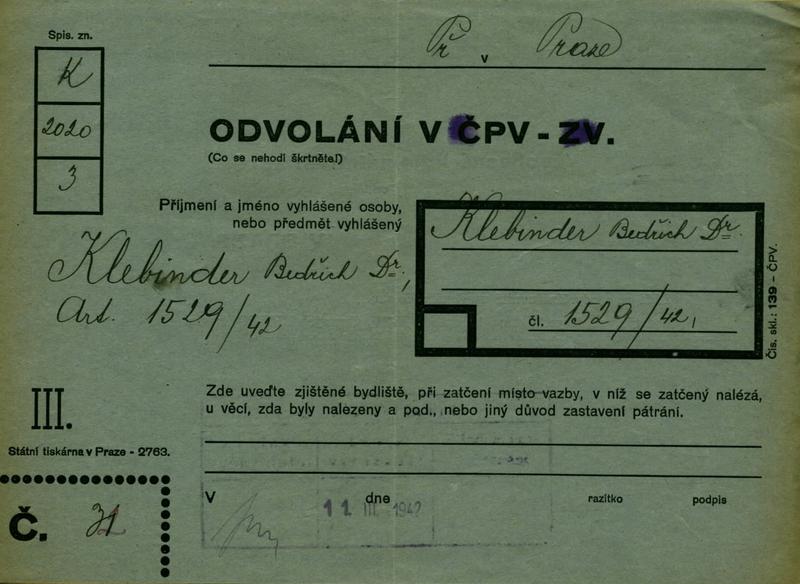 Spis. zn.
K
2020
3
Př v Praze
ODVOLÁNÍ V ČPV - ZV.
(Co se nehodí škrtněte!)
Příjmení a jméno vyhlášené osoby,
nebo předmět vyhlášený
Klebinder Bedřich Dr.,
Art. 1529/42
Klebinder Bedřich Dr.
čl. 1529/42,
Čís. skl.: 139 - ČPV.
III.
Státní tiskárna v Praze - 2763.
Zde uveďte zjištěné bydliště, při zatčení místo vazby, v níž se zatčený nalézá,
u věcí, zda byly nalezeny a pod., nebo jiný důvod zastavení pátrání.
V dne razítko podpis
11 III. 1942
Č. 31